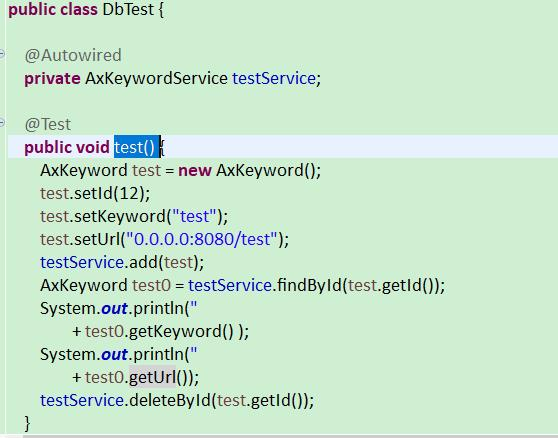 public class DbTest {
@Autowired
private AxKeywordService testService;
@Test
public void test() {
AxKeyword test = new AxKeyword();
test.setId(12);
test.setKeyword("test");
test.setUrl("0.0.0.0:8080/test");
testService.add(test);
AxKeyword test0 = testService.findById(test.getId());
System.out.println("
+ test0.getKeyword() );
System.out.println("
+ test0.getUrl());
testService.deleteById(test.getId());
}